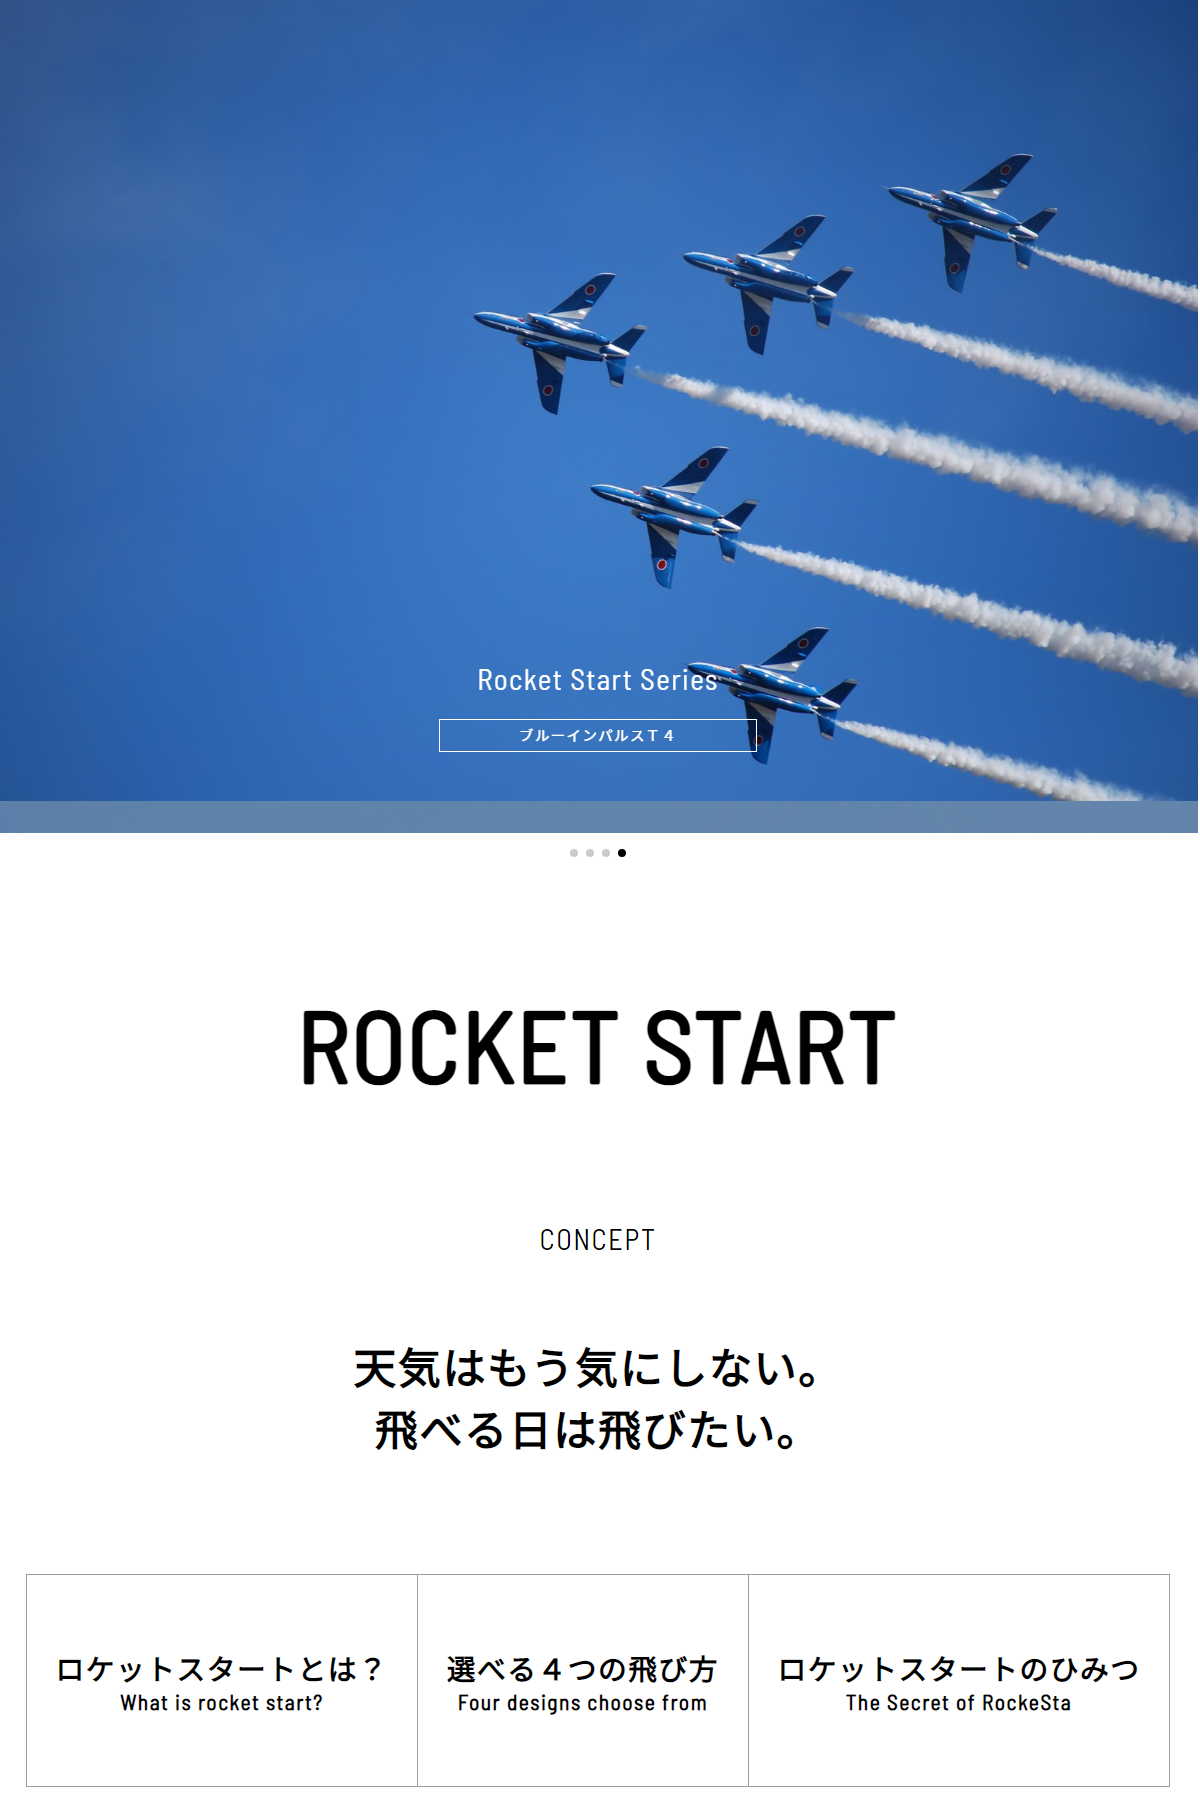 Rocket Start Series
ブルーインパルスＴ４
ROCKET START
CONCEPT
天気はもう気にしない。
飛べる日は飛びたい。
ロケットスタートとは？
What is rocket start?
選べる４つの飛び方
Four designs choose from
ロケットスタートのひみつ
The Secret of RockeSta